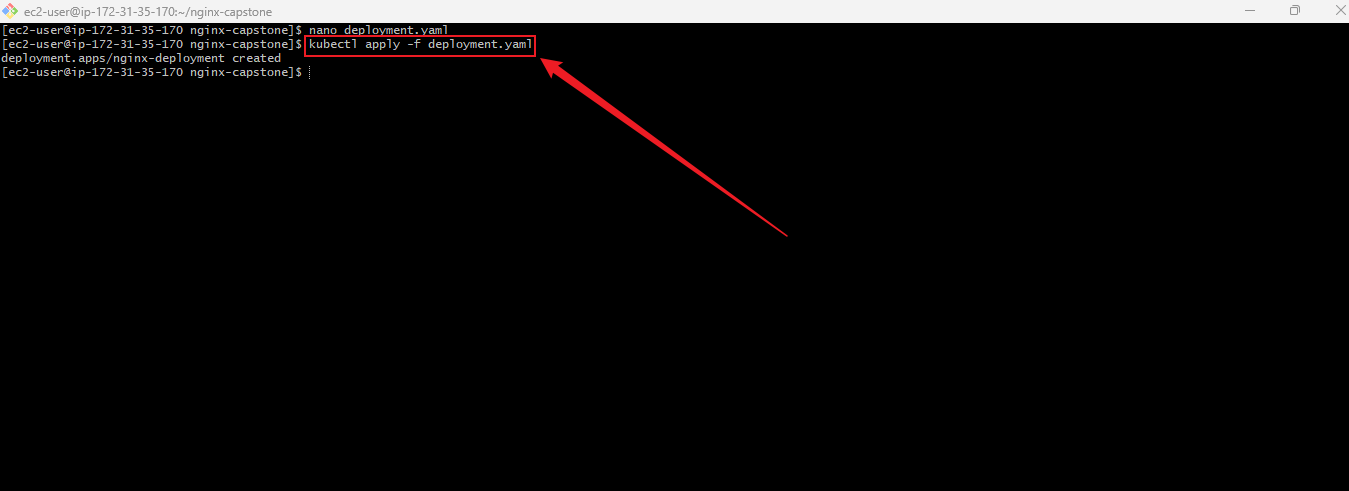 ec2-user@ip-172-31-35-170:~/nginx-capstone
[ec2-user@ip-172-31-35-170 nginx-capstone]$ nano deployment.yaml
[ec2-user@ip-172-31-35-170 nginx-capstone]$ kubectl apply -f deployment.yaml
deployment.apps/nginx-deployment created
[ec2-user@ip-172-31-35-170 nginx-capstone]$